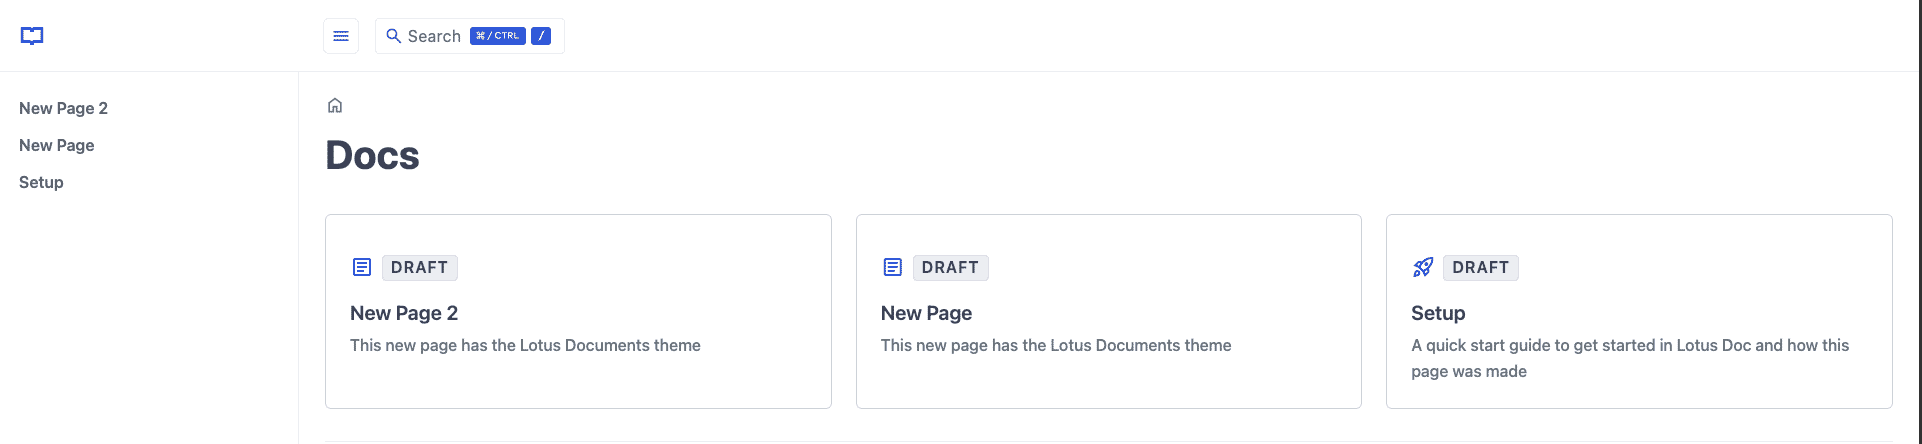 Search ⌘/CTRL /
New Page 2
New Page
Setup
Docs
DRAFT
New Page 2
This new page has the Lotus Documents theme
DRAFT
New Page
This new page has the Lotus Documents theme
DRAFT
Setup
A quick start guide to get started in Lotus Doc and how this
page was made